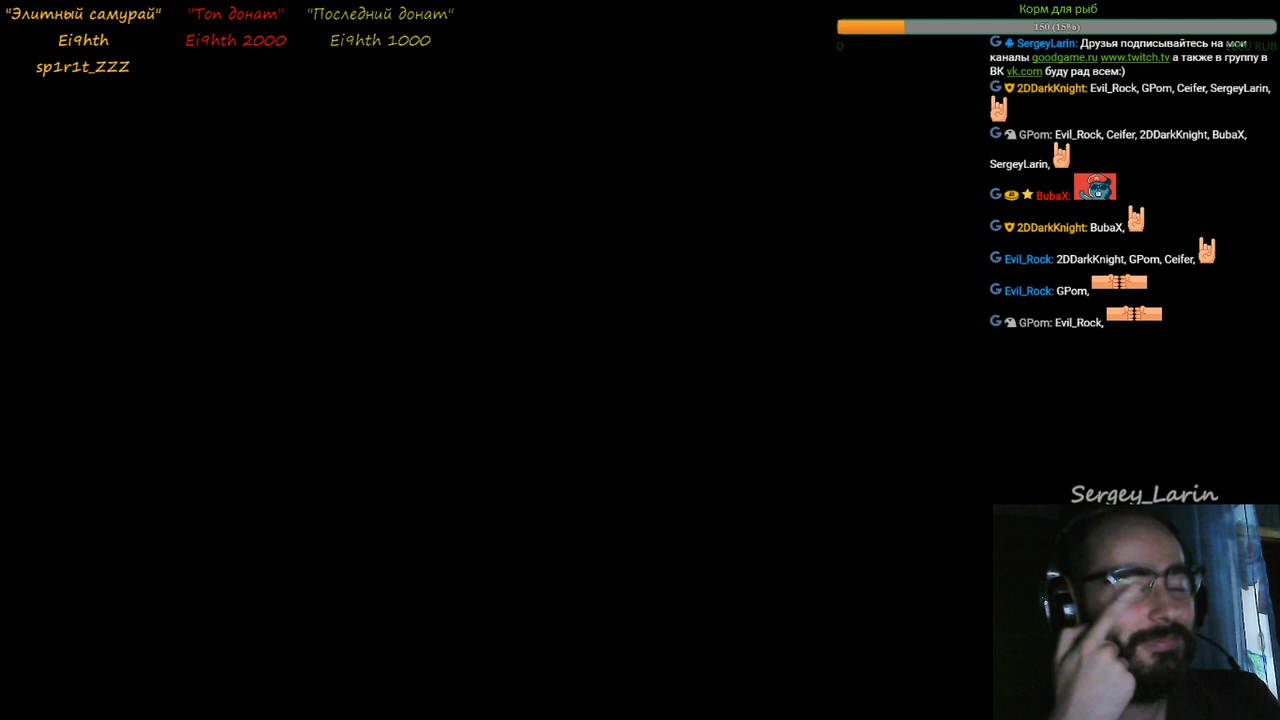 "Элитный самурай"
Ei9hth
sp1r1t_ZZZ
"Топ донат"
Ei9hth 2000
"Последний донат"
Ei9hth 1000
Корм для рыб
150 (15%)
0
RUB
SergeyLarin: Друзья подписывайтесь на мои
каналы goodgame.ru www.twitch.tv а также в группу в
ВК vk.com буду рад всем:)
2DDarkKnight: Evil_Rock, GPom, Ceifer, SergeyLarin,
GPom: Evil_Rock, Ceifer, 2DDarkKnight, BubaX,
SergeyLarin,
BubaX:
2DDarkKnight: BubaX,
Evil_Rock: 2DDarkKnight, GPom, Ceifer,
Evil_Rock: GPom,
GPom: Evil_Rock,
Sergey_Larin